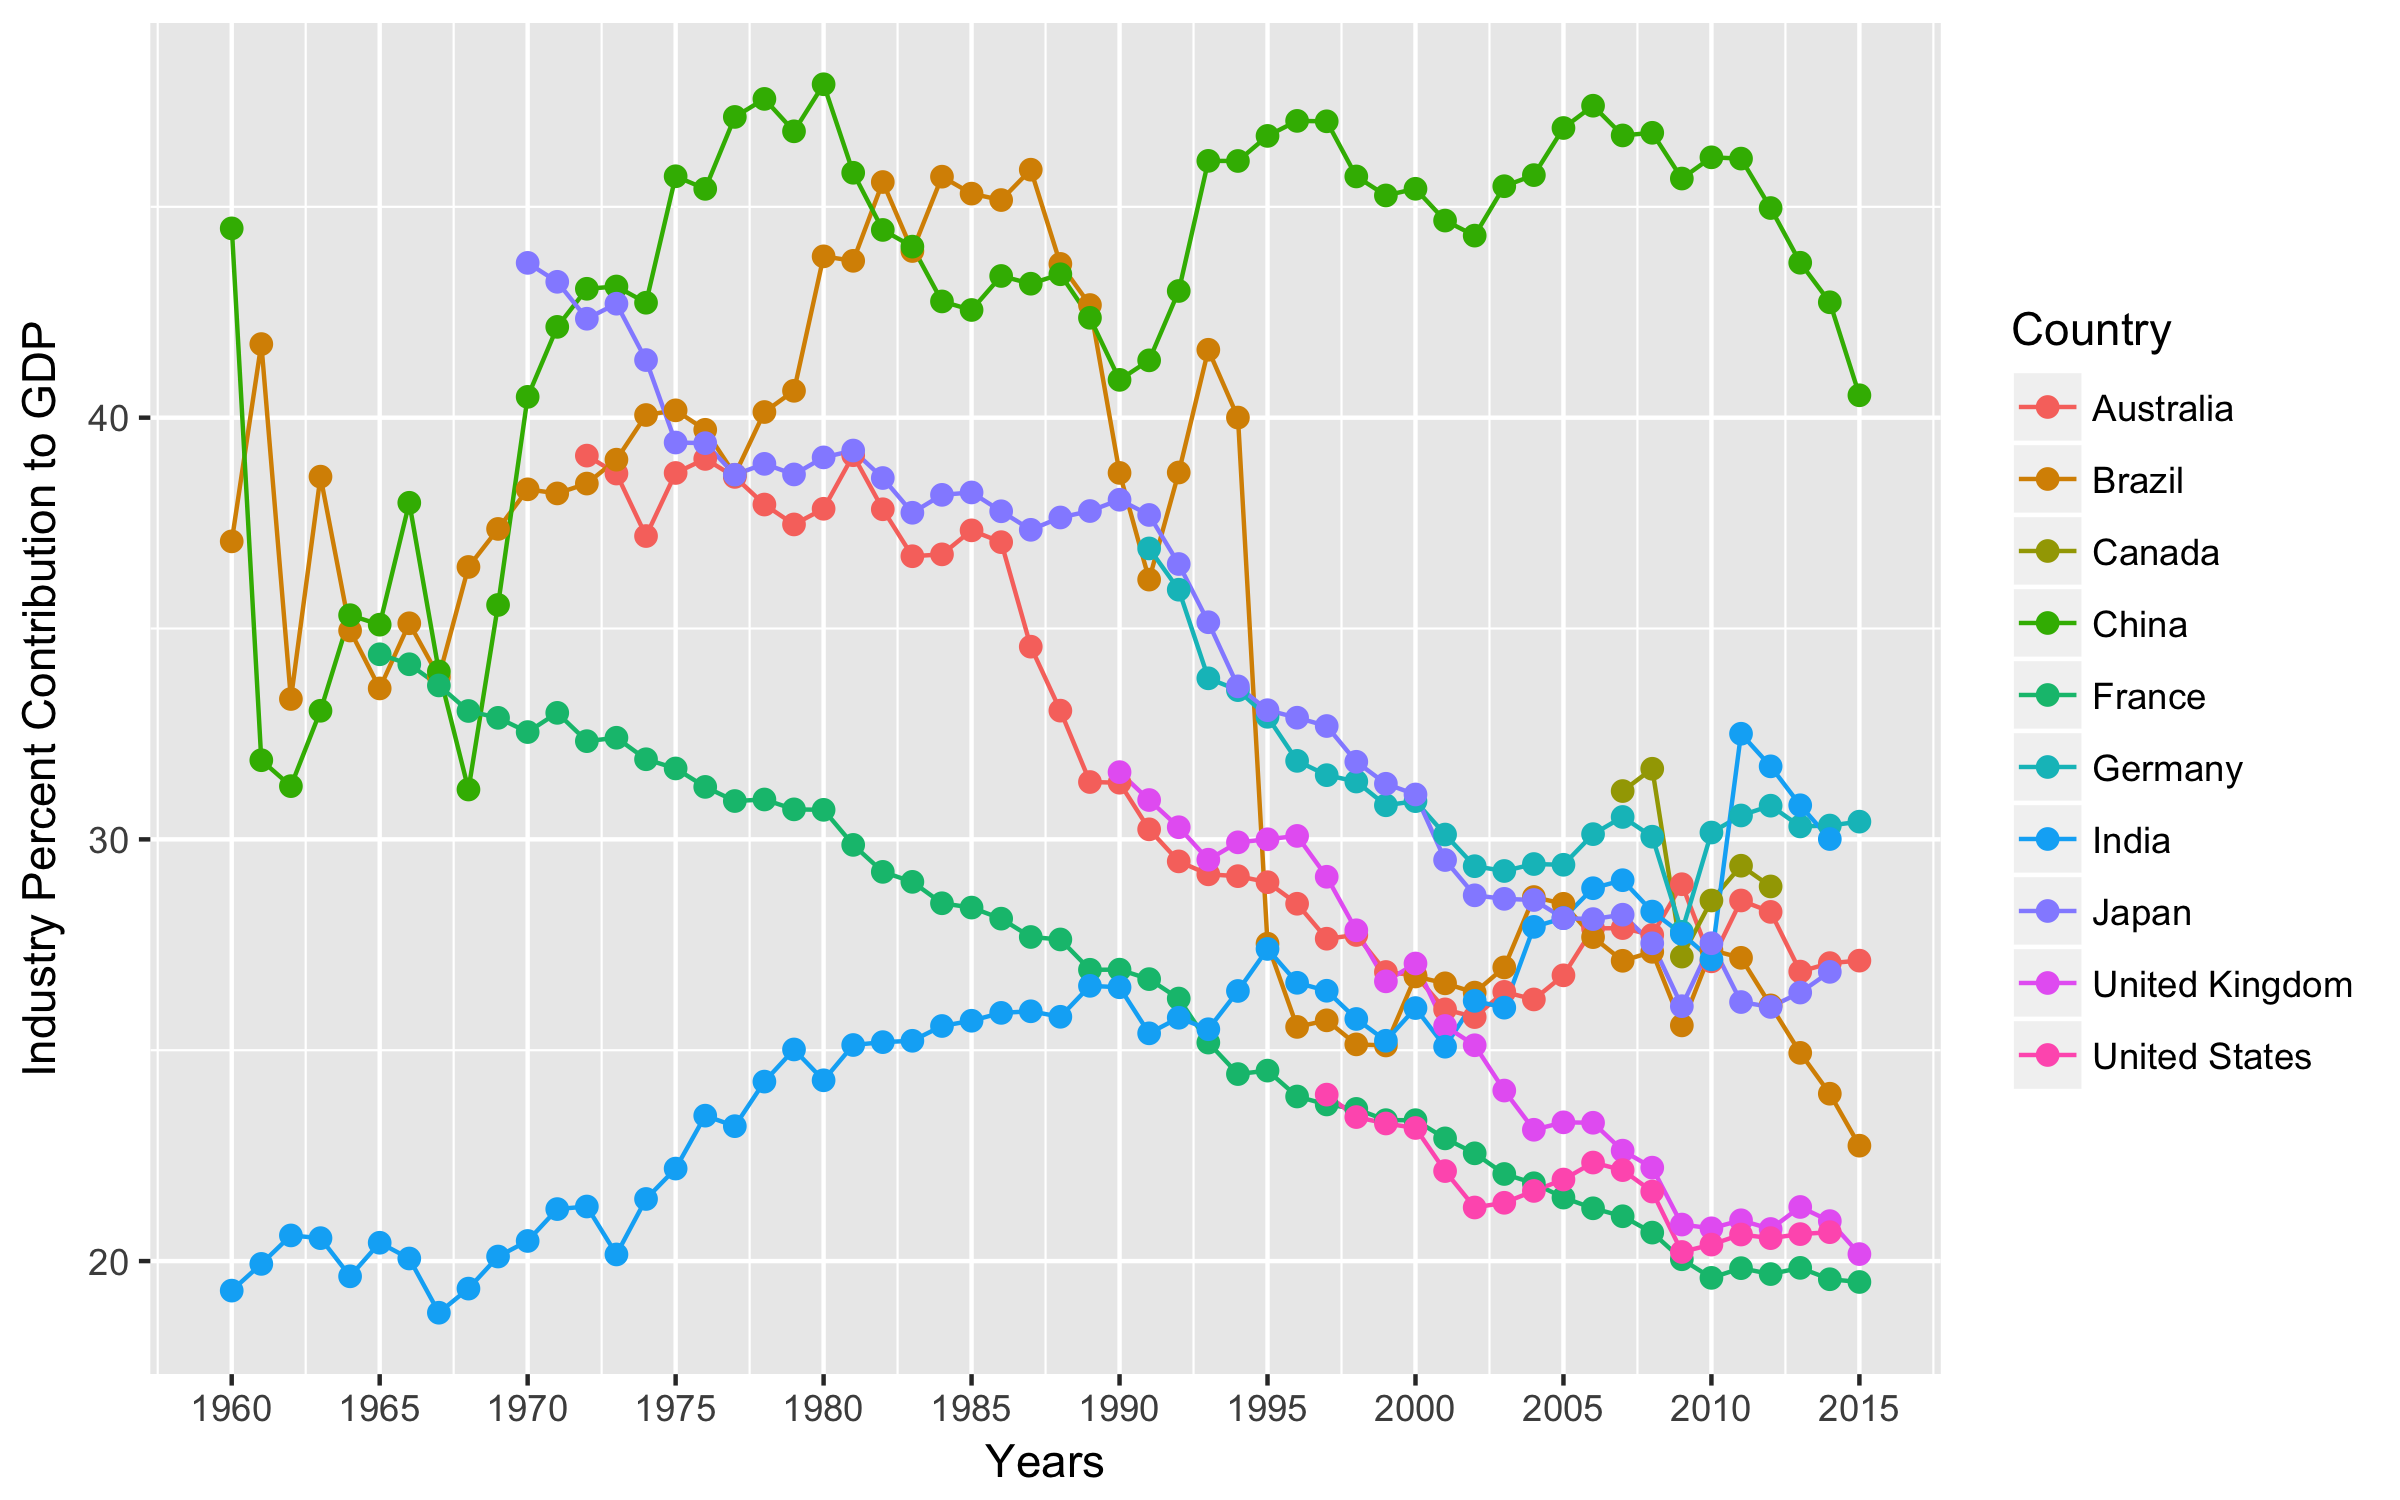 Industry Percent Contribution to GDP
40
30
20
1960 1965 1970 1975 1980 1985 1990 1995 2000 2005 2010 2015
Years
Country
Australia
Brazil
Canada
China
France
Germany
India
Japan
United Kingdom
United States